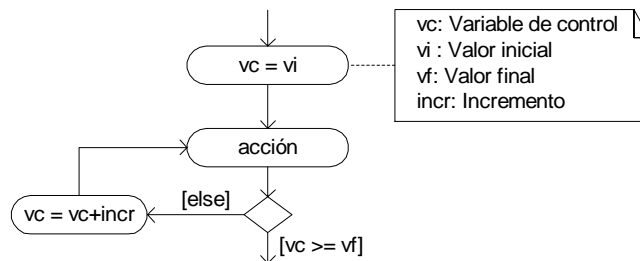 vc = vi
vc: Variable de control
vi : Valor inicial
vf: Valor final
incr: Incremento
acción
[else]
vc = vc+incr
[vc >= vf]